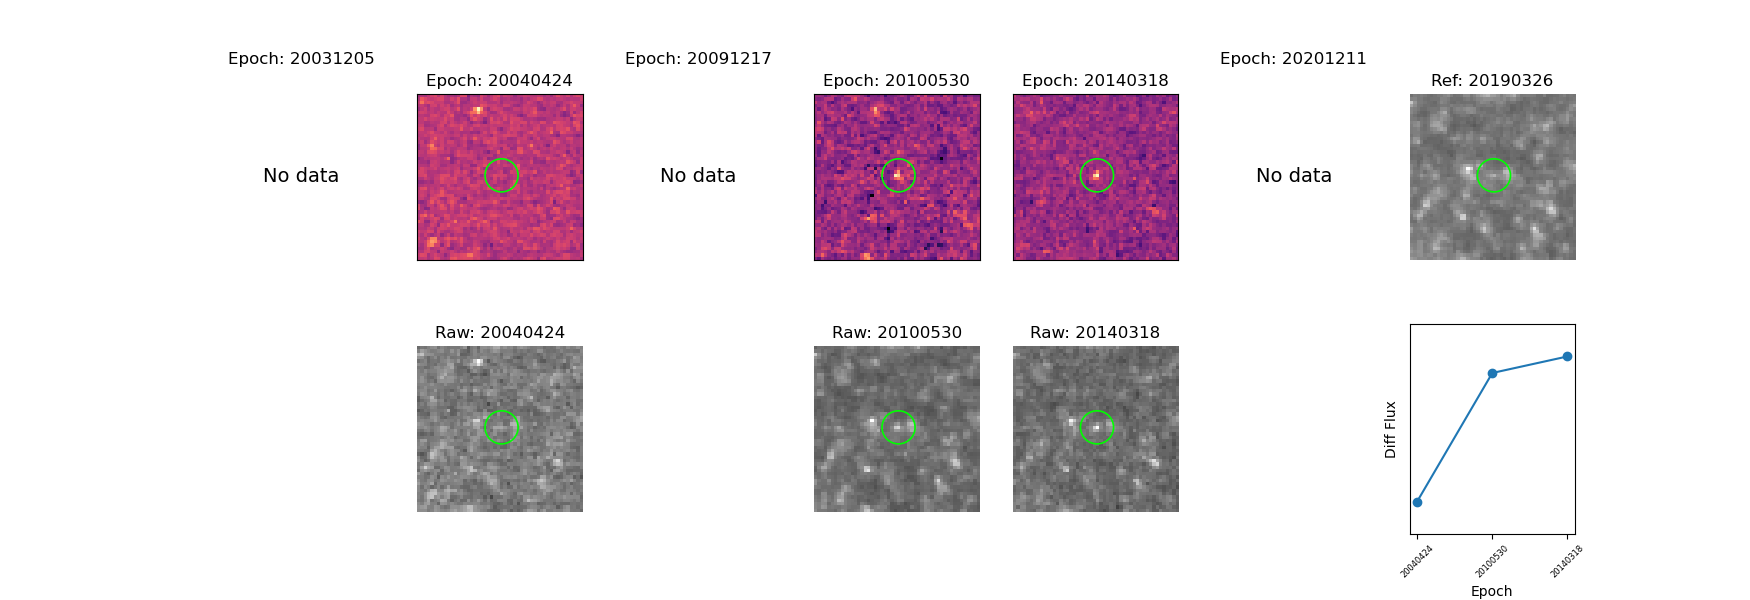 Epoch: 20031205
Epoch: 20040424
Epoch: 20091217
Epoch: 20100530
Epoch: 20140318
Epoch: 20201211
Ref: 20190326
No data
No data
No data
Raw: 20040424
Raw: 20100530
Raw: 20140318
Diff Flux
20040424
20100530
20140318
Epoch